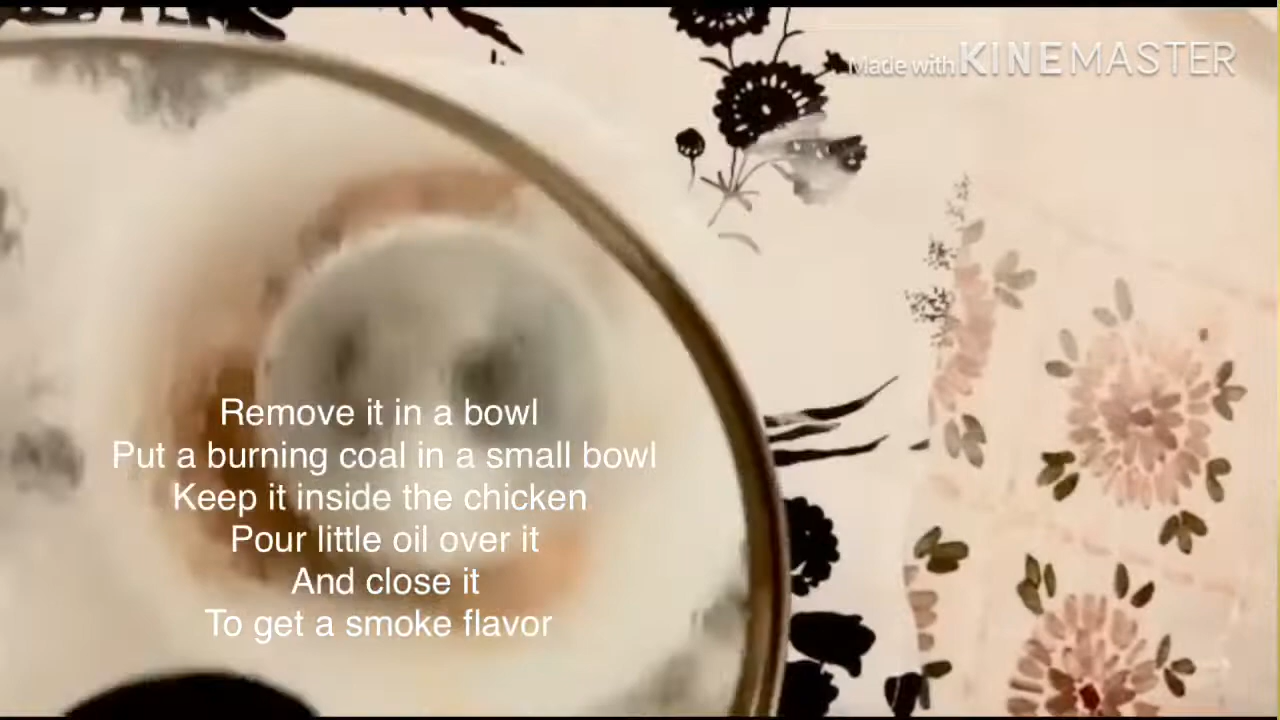 Made with KINEMASTER
Remove it in a bowl
Put a burning coal in a small bowl
Keep it inside the chicken
Pour little oil over it
And close it
To get a smoke flavor